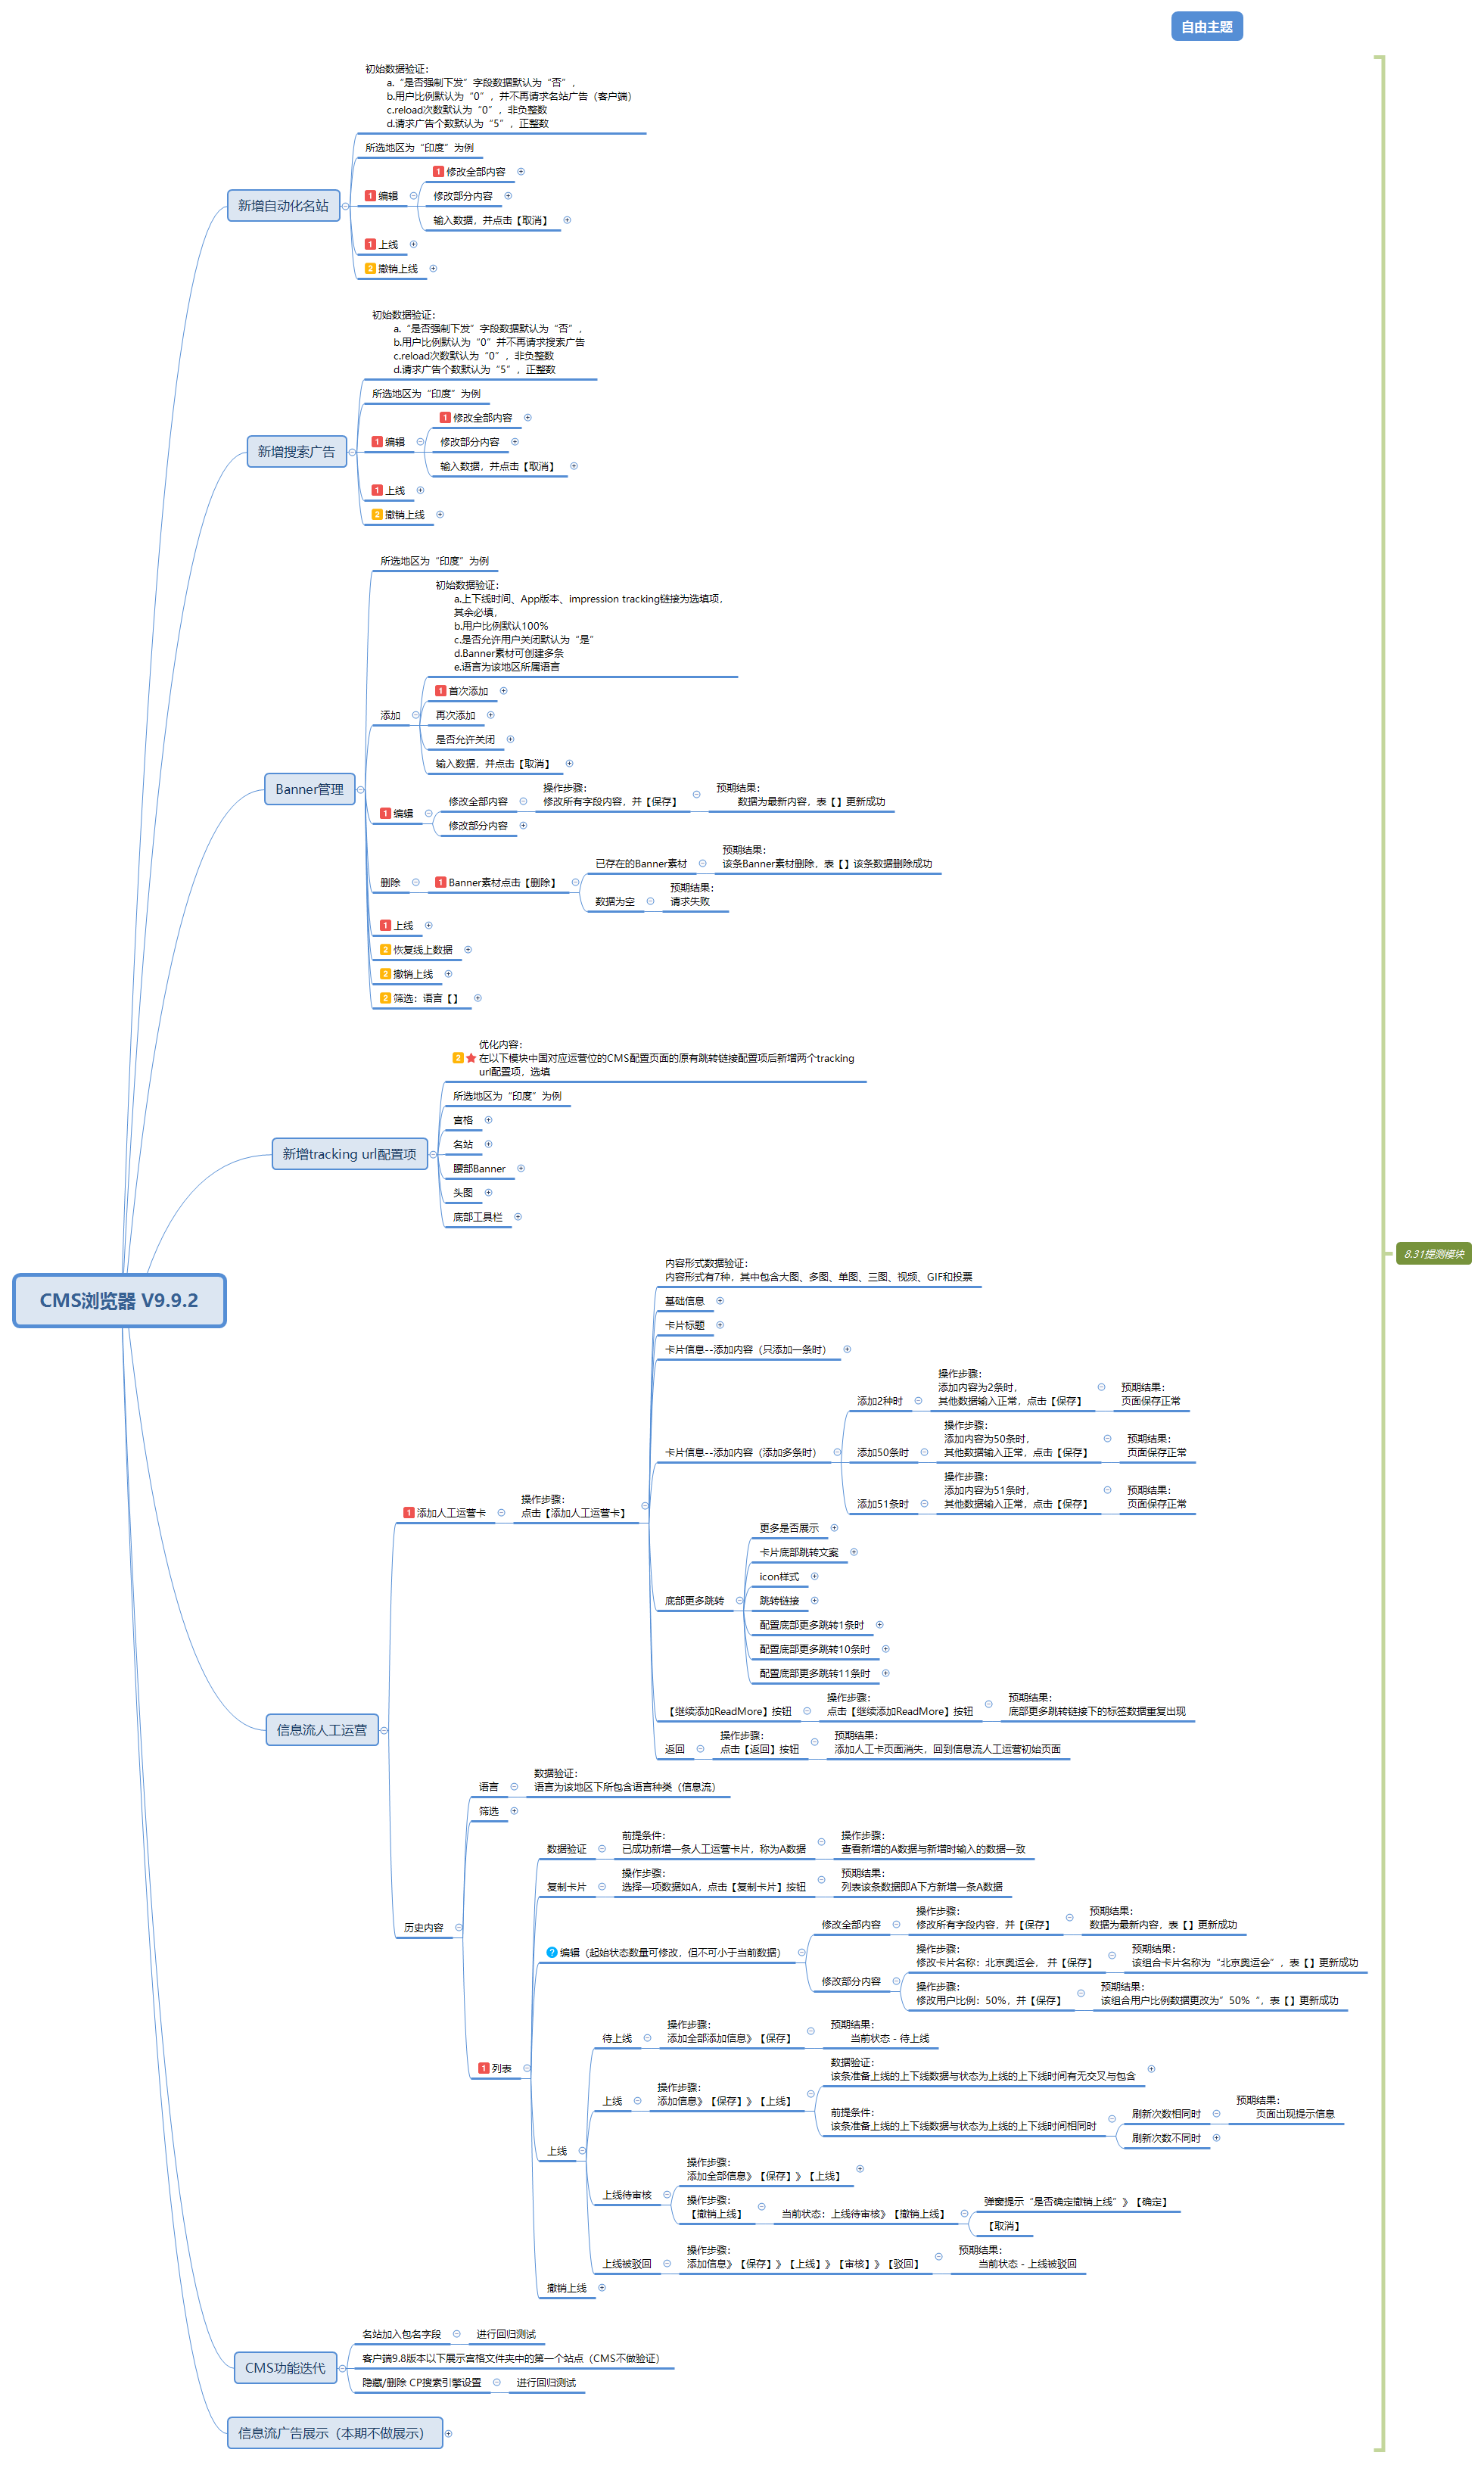 自由主题
初始数据验证：
a.“是否强制下发”字段数据默认为“否”，
b.用户比例默认为“0”，并不再请求名站广告（客户端）
c.reload次数默认为“0”，非负整数
d.请求广告个数默认为“5”，正整数
所选地区为“印度”为例
1 修改全部内容
1 编辑
修改部分内容
新增自动化名站
输入数据，并点击【取消】
1 上线
2 撤销上线
初始数据验证：
a.“是否强制下发”字段数据默认为“否”，
b.用户比例默认为“0”并不再请求搜索广告
c.reload次数默认为“0”，非负整数
d.请求广告个数默认为“5”，正整数
所选地区为“印度”为例
1 修改全部内容
1 编辑
修改部分内容
新增搜索广告
输入数据，并点击【取消】
1 上线
2 撤销上线
所选地区为“印度”为例
初始数据验证：
a.上下线时间、App版本、impression tracking链接为选填项，
其余必填，
b.用户比例默认100%
c.是否允许用户关闭默认为“是”
d.Banner素材可创建多条
e.语言为该地区所属语言
1 首次添加
添加
再次添加
是否允许关闭
输入数据，并点击【取消】
Banner管理
1 编辑
修改全部内容
操作步骤：
修改所有字段内容，并【保存】
预期结果：
数据为最新内容，表【】更新成功
修改部分内容
删除
1 Banner素材点击【删除】
已存在的Banner素材
预期结果：
该条Banner素材删除，表【】该条数据删除成功
数据为空
预期结果：
请求失败
1 上线
2 恢复线上数据
2 撤销上线
2 筛选：语言【】
优化内容：
2 在以下模块中国对应运营位的CMS配置页面的原有跳转链接配置项后新增两个tracking
url配置项，选填
所选地区为“印度”为例
宫格
名站
新增tracking url配置项
腰部Banner
头图
底部工具栏
8.31提测模块
CMS浏览器 V9.9.2
内容形式数据验证：
内容形式有7种，其中包含大图、多图、单图、三图、视频、GIF和投票
基础信息
卡片标题
卡片信息--添加内容（只添加一条时）
卡片信息--添加内容（添加多条时）
添加2种时
操作步骤：
添加内容为2条时，
其他数据输入正常，点击【保存】
预期结果：
页面保存正常
添加50条时
操作步骤：
添加内容为50条时，
其他数据输入正常，点击【保存】
预期结果：
页面保存正常
添加51条时
操作步骤：
添加内容为51条时，
其他数据输入正常，点击【保存】
预期结果：
页面保存正常
1 添加人工运营卡
操作步骤：
点击【添加人工运营卡】
底部更多跳转
更多是否展示
卡片底部跳转文案
icon样式
跳转链接
配置底部更多跳转1条时
配置底部更多跳转10条时
配置底部更多跳转11条时
【继续添加ReadMore】按钮
操作步骤：
点击【继续添加ReadMore】按钮
预期结果：
底部更多跳转链接下的标签数据重复出现
返回
操作步骤：
点击【返回】按钮
预期结果：
添加人工卡页面消失，回到信息流人工运营初始页面
信息流人工运营
历史内容
语言
数据验证：
语言为该地区下所包含语言种类（信息流）
筛选
1 列表
数据验证
前提条件：
已成功新增一条人工运营卡片，称为A数据
操作步骤：
查看新增的A数据与新增时输入的数据一致
复制卡片
操作步骤：
选择一项数据如A，点击【复制卡片】按钮
预期结果：
列表该条数据即A下方新增一条A数据
? 编辑（起始状态数量可修改，但不可小于当前数据）
修改全部内容
操作步骤：
修改所有字段内容，并【保存】
预期结果：
数据为最新内容，表【】更新成功
修改部分内容
操作步骤：
修改卡片名称：北京奥运会， 并【保存】
预期结果：
该组合卡片名称为“北京奥运会”，表【】更新成功
操作步骤：
修改用户比例：50%，并【保存】
预期结果：
该组合用户比例数据更改为”50%“，表【】更新成功
上线
待上线
操作步骤：
添加全部添加信息》【保存】
预期结果：
当前状态 - 待上线
上线
操作步骤：
添加信息》【保存】》【上线】
数据验证：
该条准备上线的上下线数据与状态为上线的上下线时间有无交叉与包含
前提条件：
该条准备上线的上下线数据与状态为上线的上下线时间相同时
刷新次数相同时
预期结果：
页面出现提示信息
刷新次数不同时
上线待审核
操作步骤：
添加全部信息》【保存】》【上线】
操作步骤：
【撤销上线】
当前状态：上线待审核》【撤销上线】
弹窗提示“是否确定撤销上线”》【确定】
【取消】
上线被驳回
操作步骤：
添加信息》【保存】》【上线】》【审核】》【驳回】
预期结果：
当前状态 - 上线被驳回
撤销上线
CMS功能迭代
名站加入包名字段
进行回归测试
客户端9.8版本以下展示宫格文件夹中的第一个站点（CMS不做验证）
隐藏/删除 CP搜索引擎设置
进行回归测试
信息流广告展示（本期不做展示）